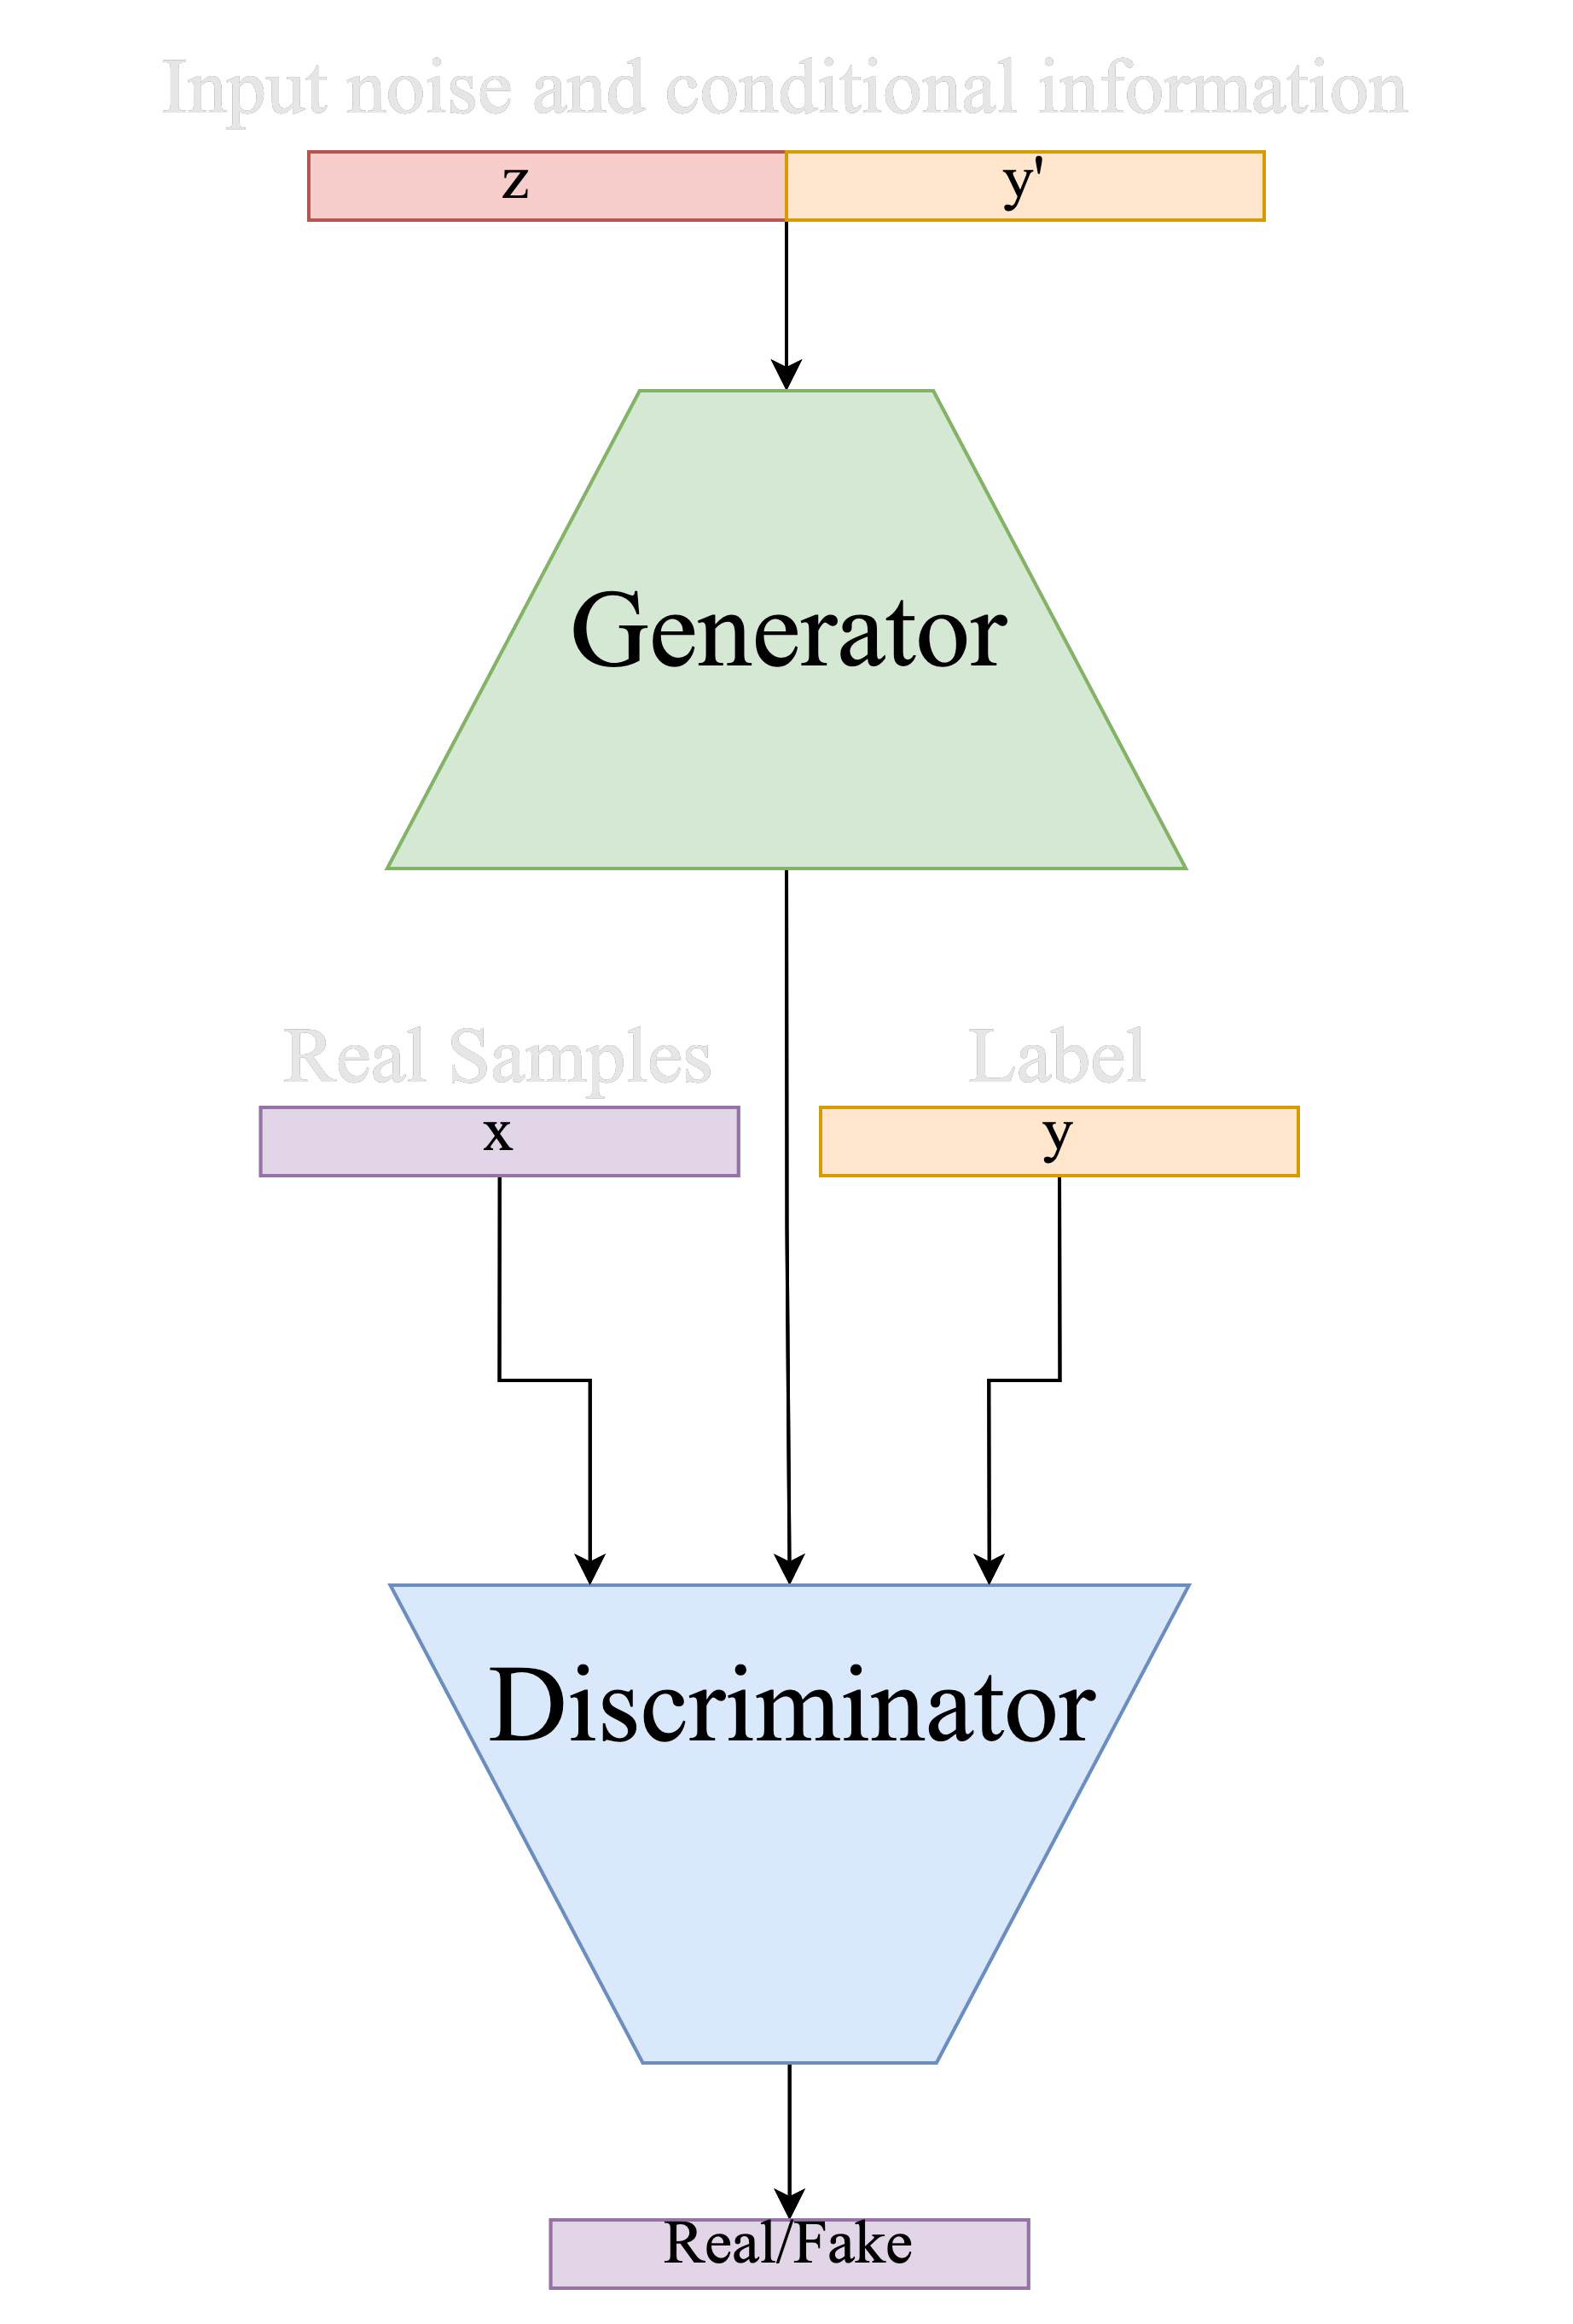 Input noise and conditional information
z y'
Generator
Real Samples Label
x y
Discriminator
Real/Fake